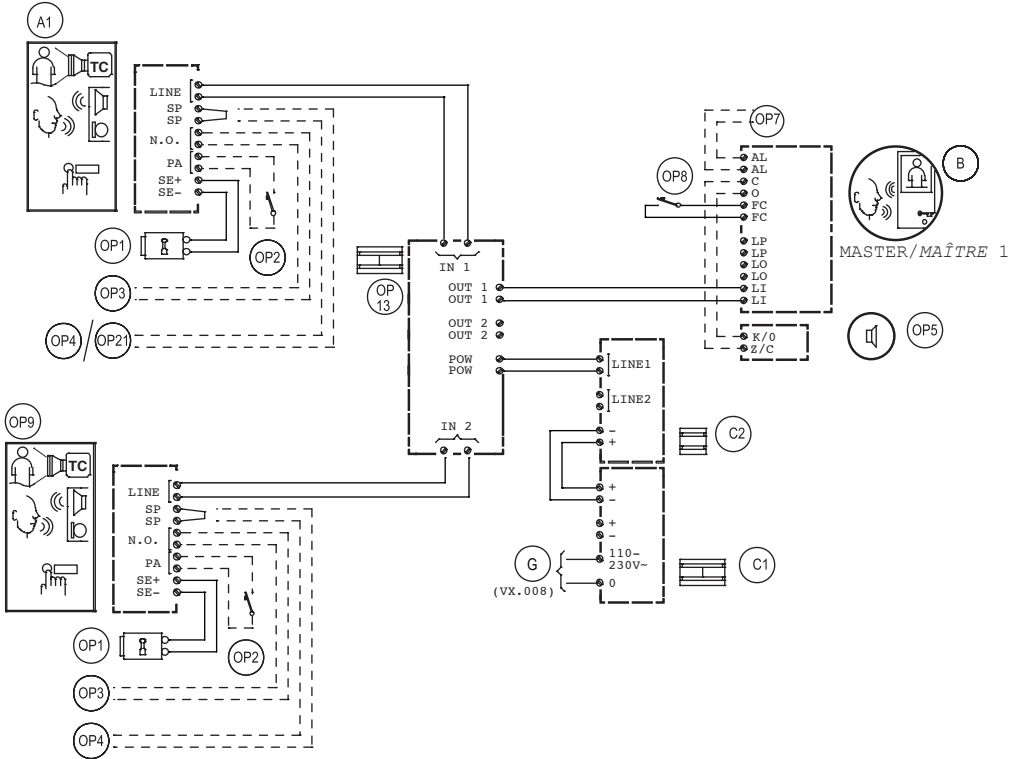 A1
TC
LINE
SP
SP
N.O.
PA
SE+
SE-
OP1
OP2
OP3
OP4 / OP21
OP
13
IN 1
OUT 1
OUT 1
OUT 2
OUT 2
POW
POW
IN 2
OP7
OP8
AL
AL
C
O
FC
FC
LP
LP
LO
LO
LI
LI
K/0
Z/C
B
MASTER/MAÎTRE 1
OP5
LINE1
LINE2
-
+
C2
+
-
+
-
110-
230V~
0
G
(VX.008)
C1
OP9
TC
LINE
SP
SP
N.O.
PA
SE+
SE-
OP1
OP2
OP3
OP4